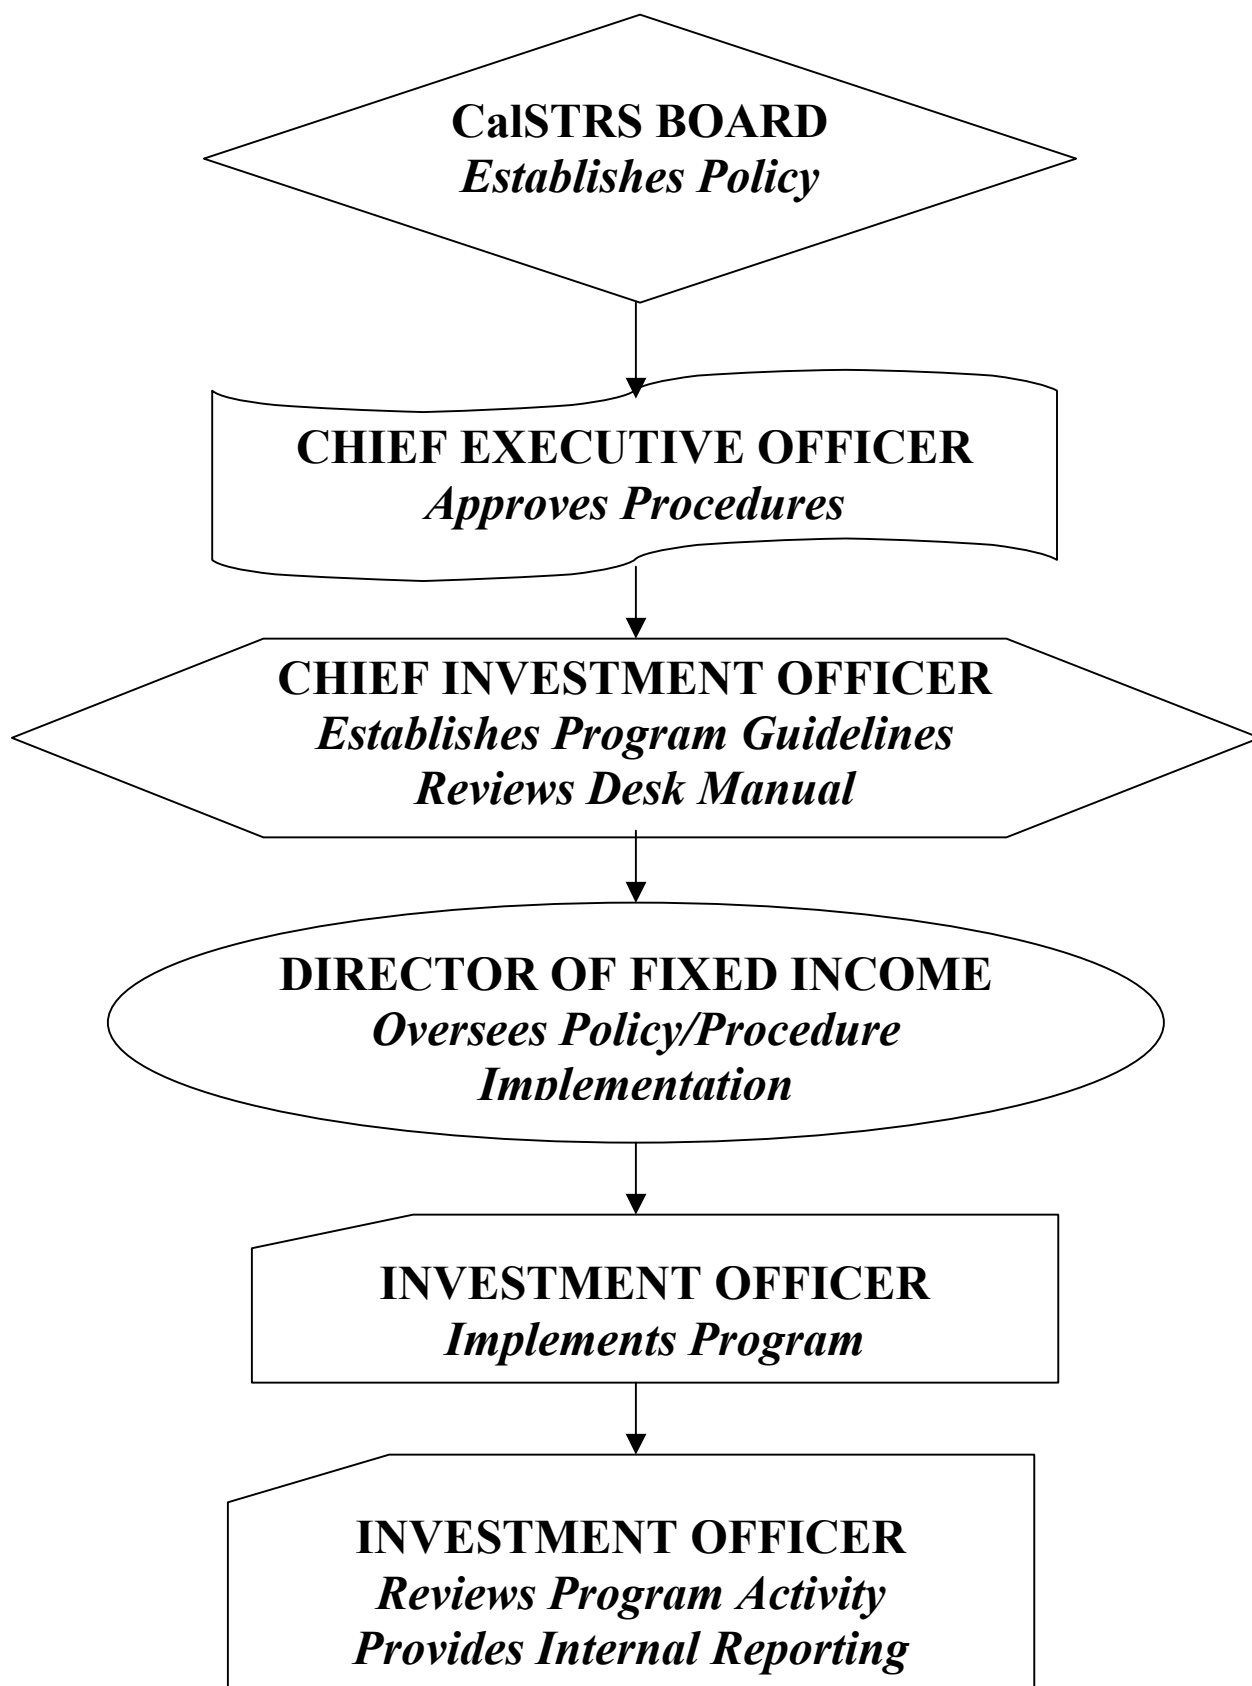 CalSTRS BOARD
Establishes Policy
CHIEF EXECUTIVE OFFICER
Approves Procedures
CHIEF INVESTMENT OFFICER
Establishes Program Guidelines
Reviews Desk Manual
DIRECTOR OF FIXED INCOME
Oversees Policy/Procedure
Implementation
INVESTMENT OFFICER
Implements Program
INVESTMENT OFFICER
Reviews Program Activity
Provides Internal Reporting